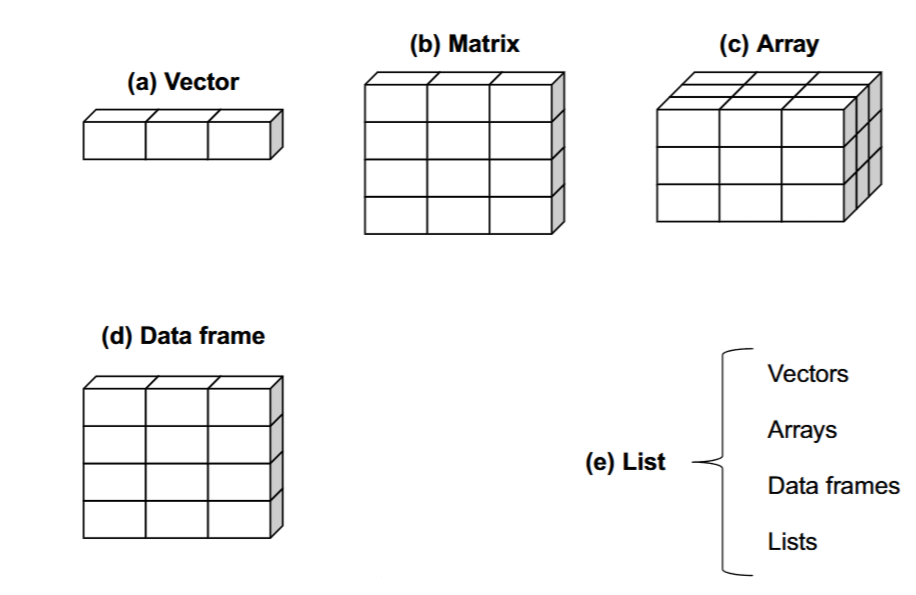 (a) Vector
(b) Matrix
(c) Array
(d) Data frame
(e) List
Vectors
Arrays
Data frames
Lists